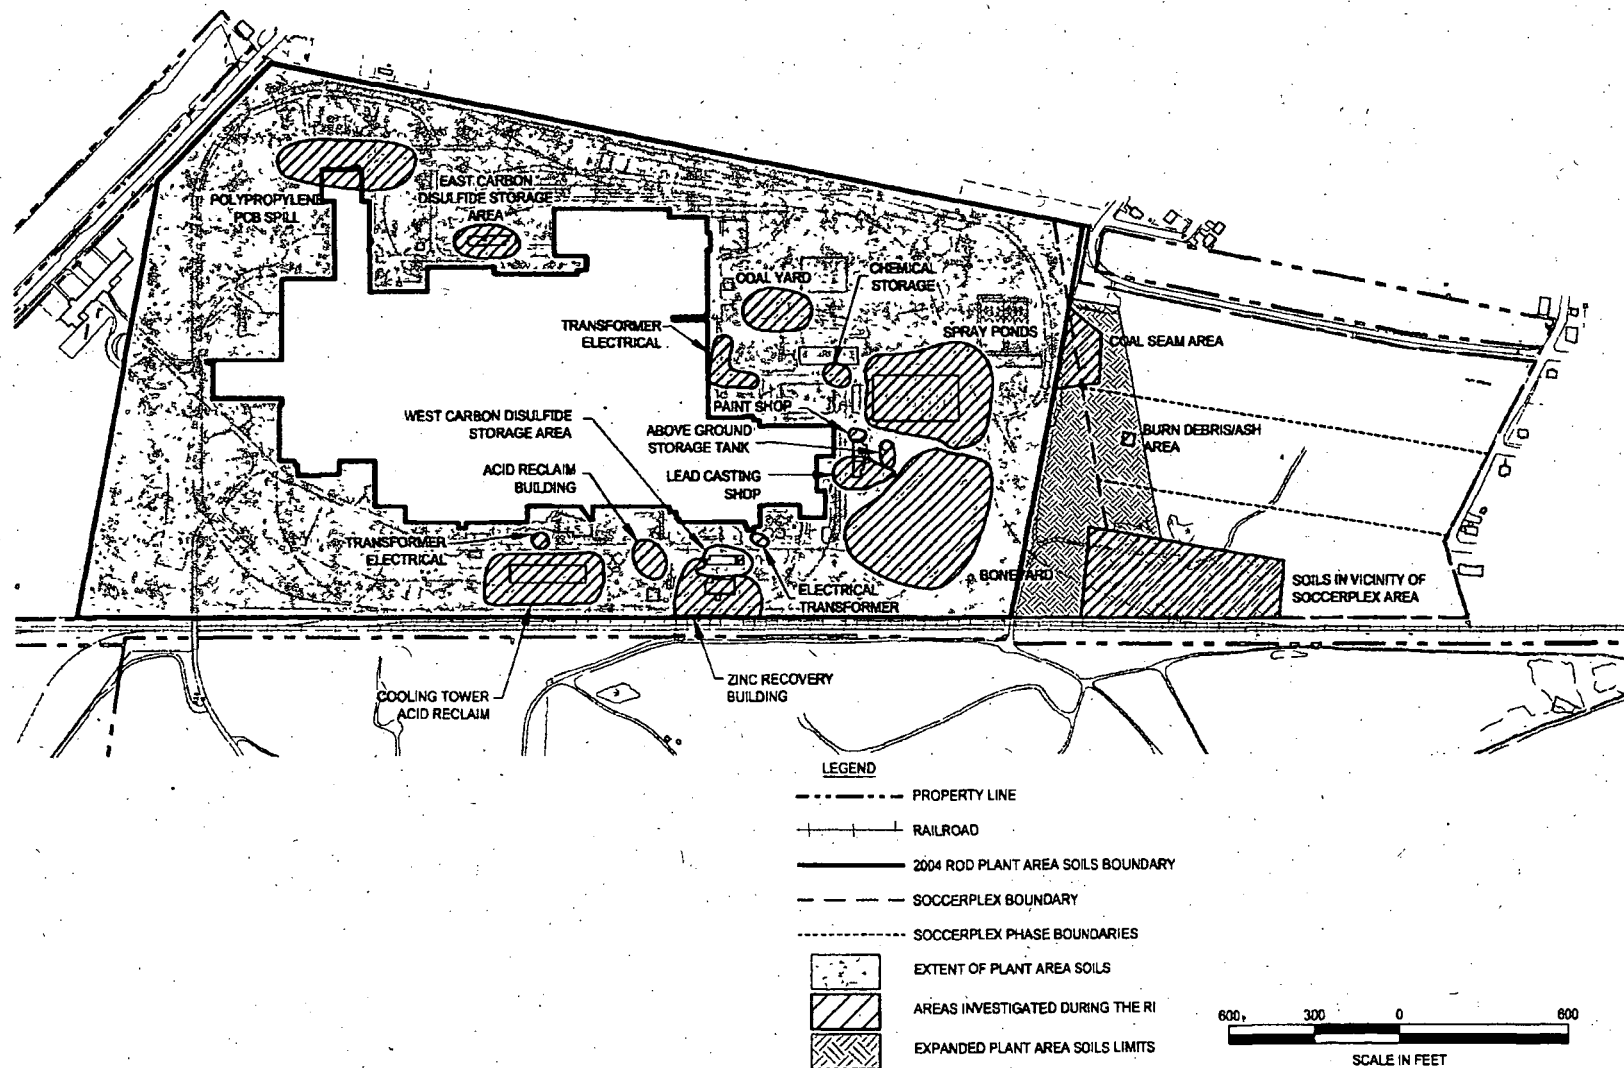 POLYPROPYLENE
PCB SPILL
EAST CARBON
DISULFIDE STORAGE
AREA
COAL YARD
CHEMICAL
STORAGE
TRANSFORMER
ELECTRICAL
SPRAY PONDS
COAL SEAM AREA
PAINT SHOP
WEST CARBON DISULFIDE
STORAGE AREA
ABOVE GROUND
STORAGE TANK
BURN DEBRIS/ASH
AREA
ACID RECLAIM
BUILDING
LEAD CASTING
SHOP
TRANSFORMER
ELECTRICAL
BONEYARD
SOILS IN VICINITY OF
SOCCERPLEX AREA
ELECTRICAL
TRANSFORMER
COOLING TOWER
ACID RECLAIM
ZINC RECOVERY
BUILDING
LEGEND
PROPERTY LINE
RAILROAD
2004 ROD PLANT AREA SOILS BOUNDARY
SOCCERPLEX BOUNDARY
SOCCERPLEX PHASE BOUNDARIES
EXTENT OF PLANT AREA SOILS
AREAS INVESTIGATED DURING THE RI
EXPANDED PLANT AREA SOILS LIMITS
600 300 0 600
SCALE IN FEET